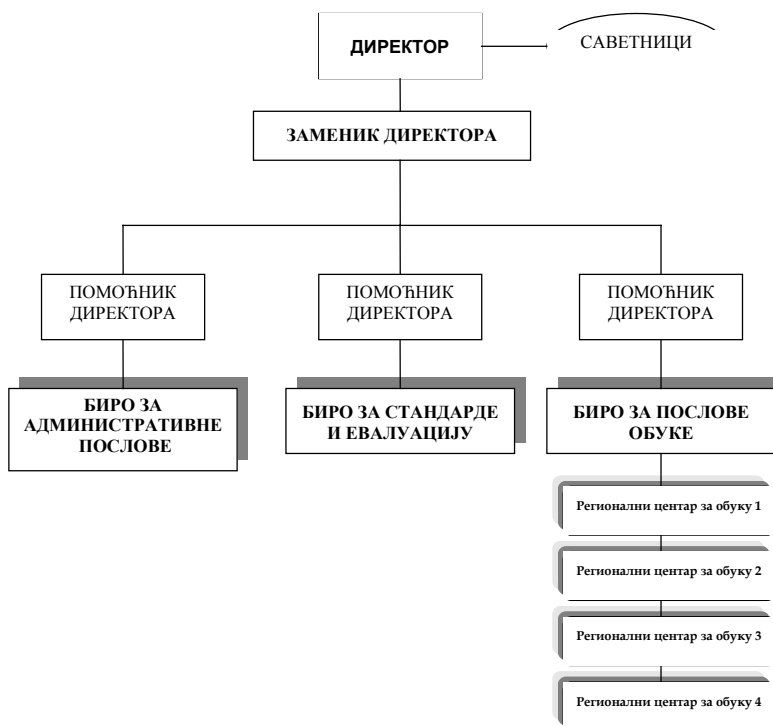 ДИРЕКТОР
САВЕТНИЦИ
ЗАМЕНИК ДИРЕКТОРА
ПОМОЋНИК
ДИРЕКТОРА
ПОМОЋНИК
ДИРЕКТОРА
ПОМОЋНИК
ДИРЕКТОРА
БИРО ЗА
АДМИНИСТРАТИВНЕ
ПОСЛОВЕ
БИРО ЗА СТАНДАРДЕ
И ЕВАЛУАЦИЈУ
БИРО ЗА ПОСЛОВЕ
ОБУКЕ
Регионални центар за обуку 1
Регионални центар за обуку 2
Регионални центар за обуку 3
Регионални центар за обуку 4